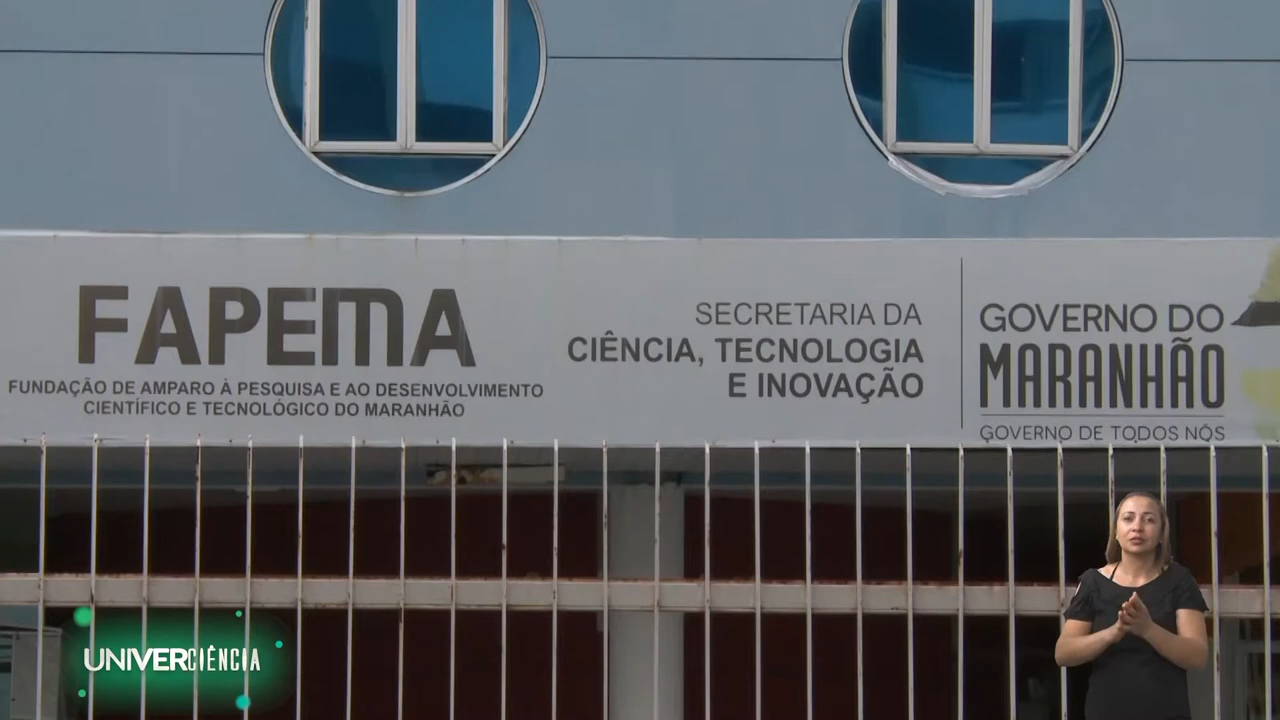 FAPEMA
FUNDAÇÃO DE AMPARO À PESQUISA E AO DESENVOLVIMENTO
CIENTÍFICO E TECNOLÓGICO DO MARANHÃO
SECRETARIA DA
CIÊNCIA, TECNOLOGIA
E INOVAÇÃO
GOVERNO DO
MARANHÃO
GOVERNO DE TODOS NÓS
UNIVERCIÊNCIA